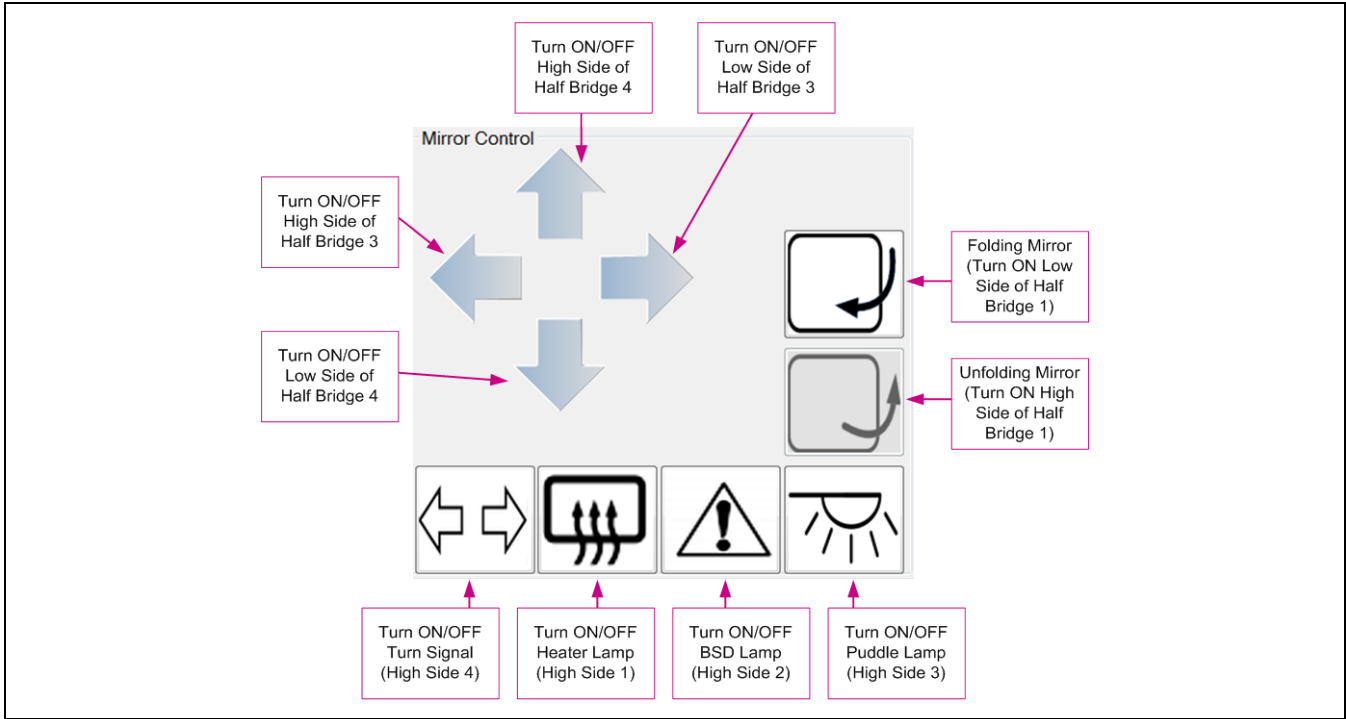 Turn ON/OFF
High Side of
Half Bridge 4
Turn ON/OFF
Low Side of
Half Bridge 3
Mirror Control
Turn ON/OFF
High Side of
Half Bridge 3
Folding Mirror
(Turn ON Low
Side of Half
Bridge 1)
Turn ON/OFF
Low Side of
Half Bridge 4
Unfolding Mirror
(Turn ON High
Side of Half
Bridge 1)
Turn ON/OFF
Turn Signal
(High Side 4)
Turn ON/OFF
Heater Lamp
(High Side 1)
Turn ON/OFF
BSD Lamp
(High Side 2)
Turn ON/OFF
Puddle Lamp
(High Side 3)